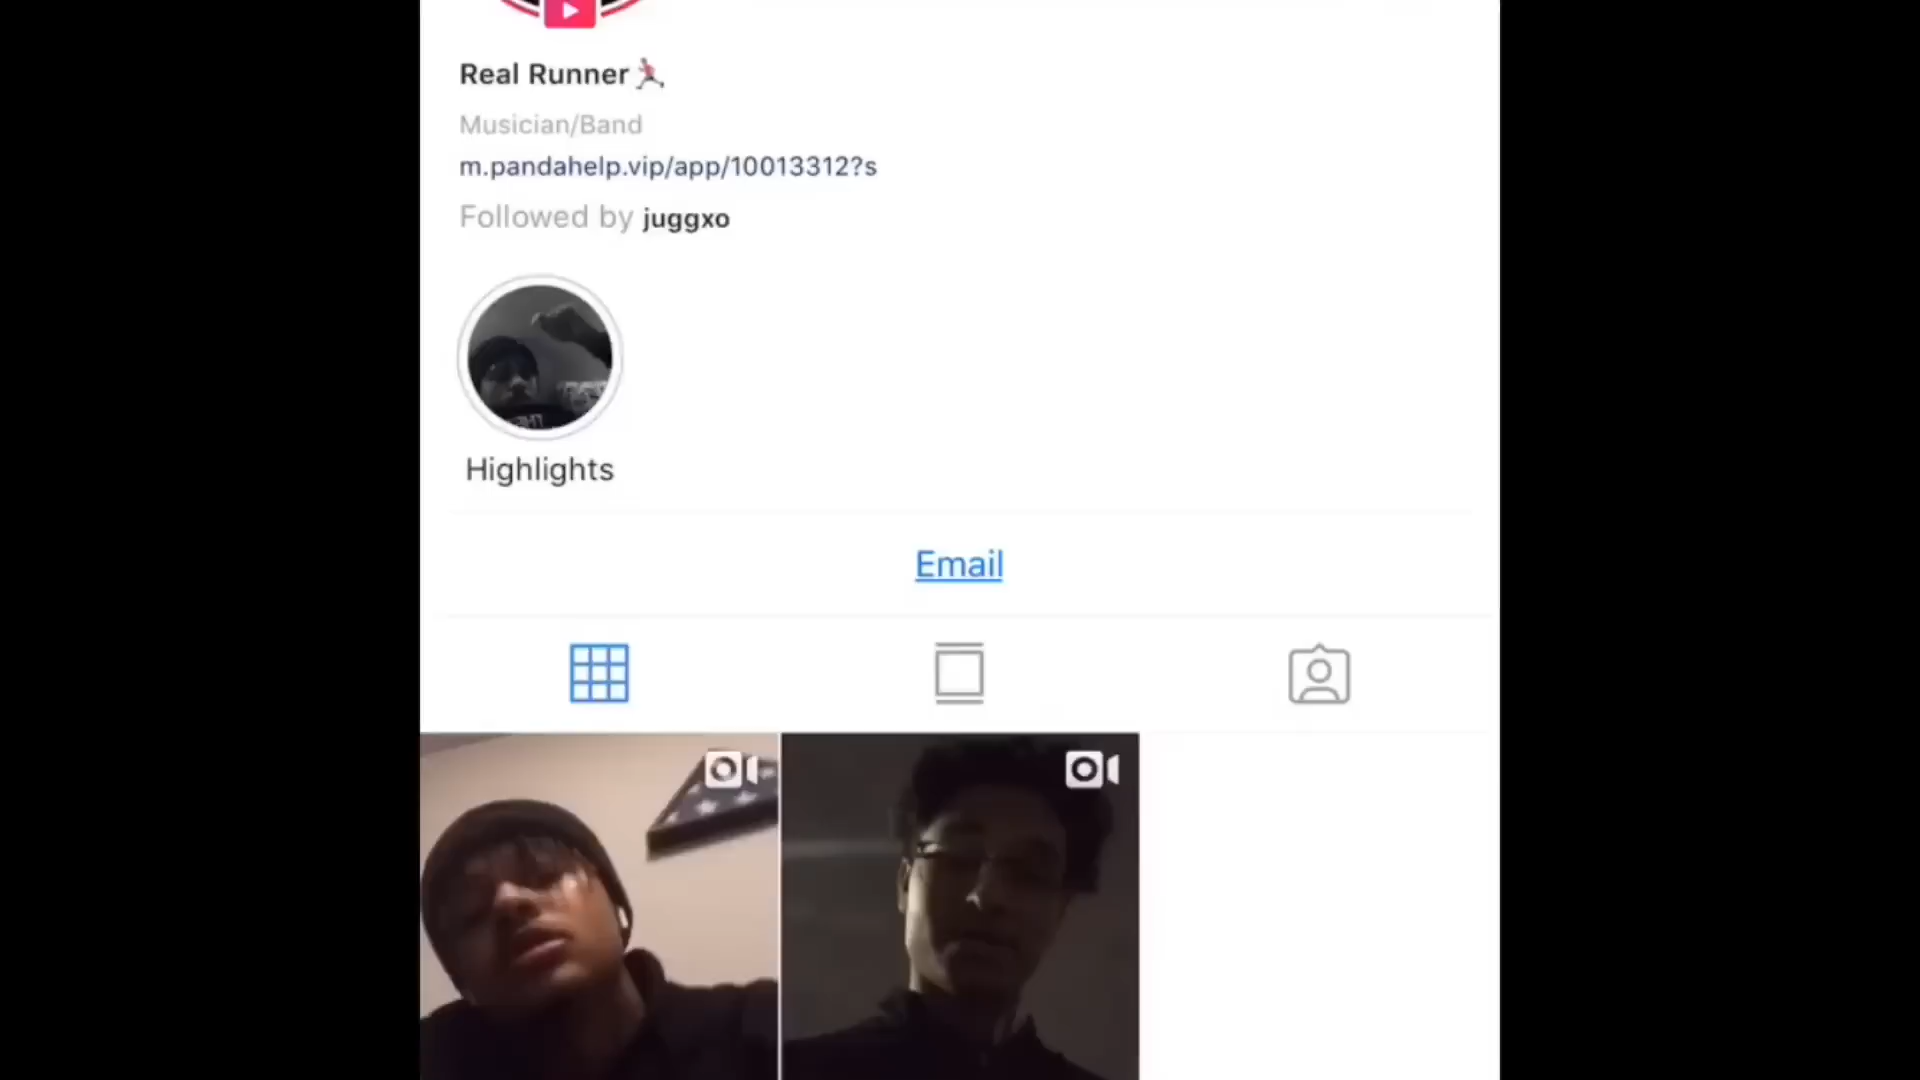 Real Runner
Musician/Band
m.pandahelp.vip/app/10013312?s
Followed by juggxo
Highlights
Email